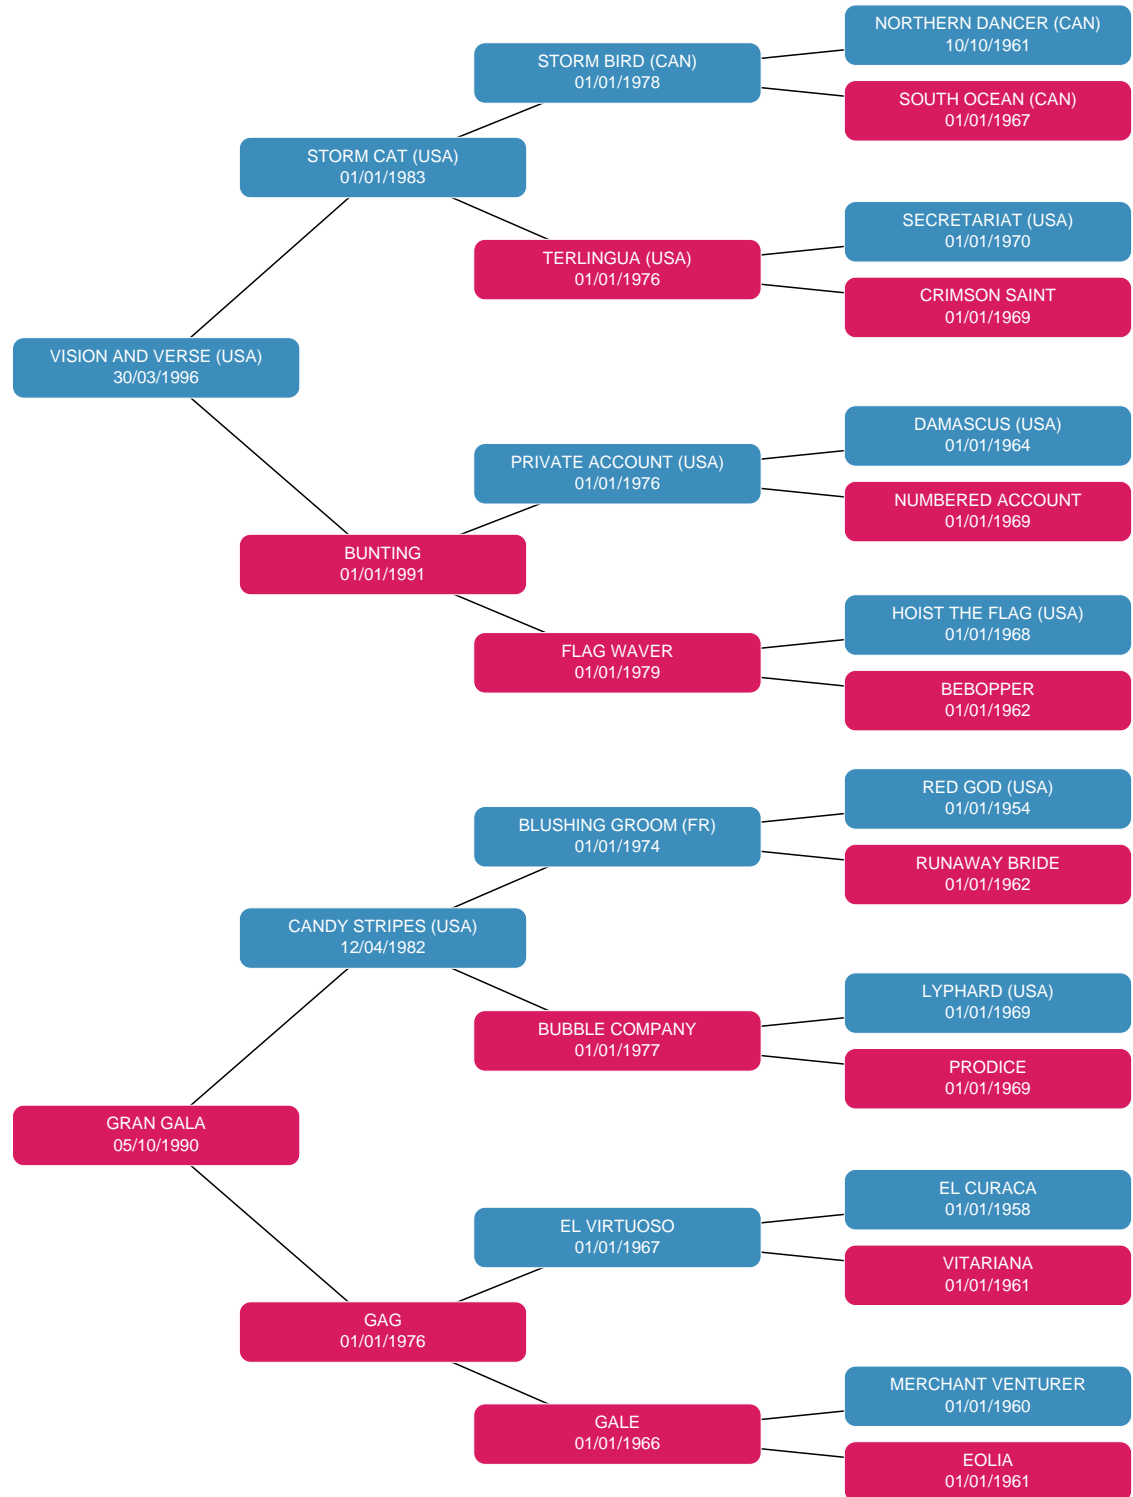 NORTHERN DANCER (CAN)
10/10/1961
STORM BIRD (CAN)
01/01/1978
SOUTH OCEAN (CAN)
01/01/1967
STORM CAT (USA)
01/01/1983
SECRETARIAT (USA)
01/01/1970
TERLINGUA (USA)
01/01/1976
CRIMSON SAINT
01/01/1969
VISION AND VERSE (USA)
30/03/1996
DAMASCUS (USA)
01/01/1964
PRIVATE ACCOUNT (USA)
01/01/1976
NUMBERED ACCOUNT
01/01/1969
BUNTING
01/01/1991
HOIST THE FLAG (USA)
01/01/1968
FLAG WAVER
01/01/1979
BEBOPPER
01/01/1962
RED GOD (USA)
01/01/1954
BLUSHING GROOM (FR)
01/01/1974
RUNAWAY BRIDE
01/01/1962
CANDY STRIPES (USA)
12/04/1982
LYPHARD (USA)
01/01/1969
BUBBLE COMPANY
01/01/1977
PRODICE
01/01/1969
GRAN GALA
05/10/1990
EL CURACA
01/01/1958
EL VIRTUOSO
01/01/1967
VITARIANA
01/01/1961
GAG
01/01/1976
MERCHANT VENTURER
01/01/1960
GALE
01/01/1966
EOLIA
01/01/1961